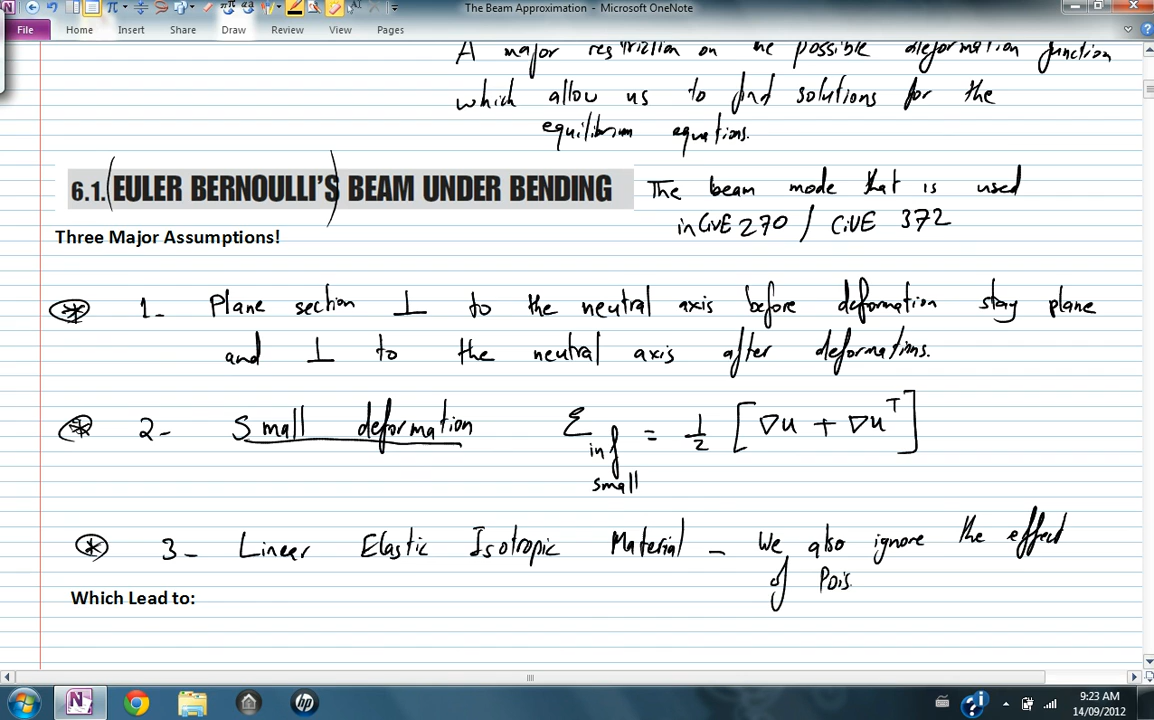 The Beam Approximation - Microsoft OneNote
File Home Insert Share Draw Review View Pages
A major restriction on the possible deformation function
which allow us to find solutions for the
equilibrium equations.
6.1. (EULER BERNOULLI'S) BEAM UNDER BENDING
The beam mode that is used
in CivE 270 / CiVE 372
Three Major Assumptions!
* 1- Plane section ⊥ to the neutral axis before deformation stay plane
and ⊥ to the neutral axis after deformations.
* 2- Small deformation ε inf small = 1/2 [∇u + ∇u^T]
* 3- Linear Elastic Isotropic Material - We also ignore the effect
of Pois
Which Lead to:
9:23 AM
14/09/2012